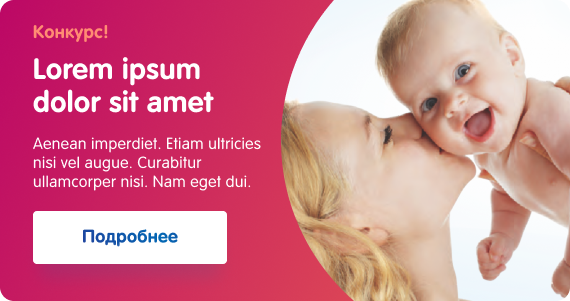 Конкурс!
Lorem ipsum
dolor sit amet
Aenean imperdiet. Etiam ultricies
nisi vel augue. Curabitur
ullamcorper nisi. Nam eget dui.
Подробнее